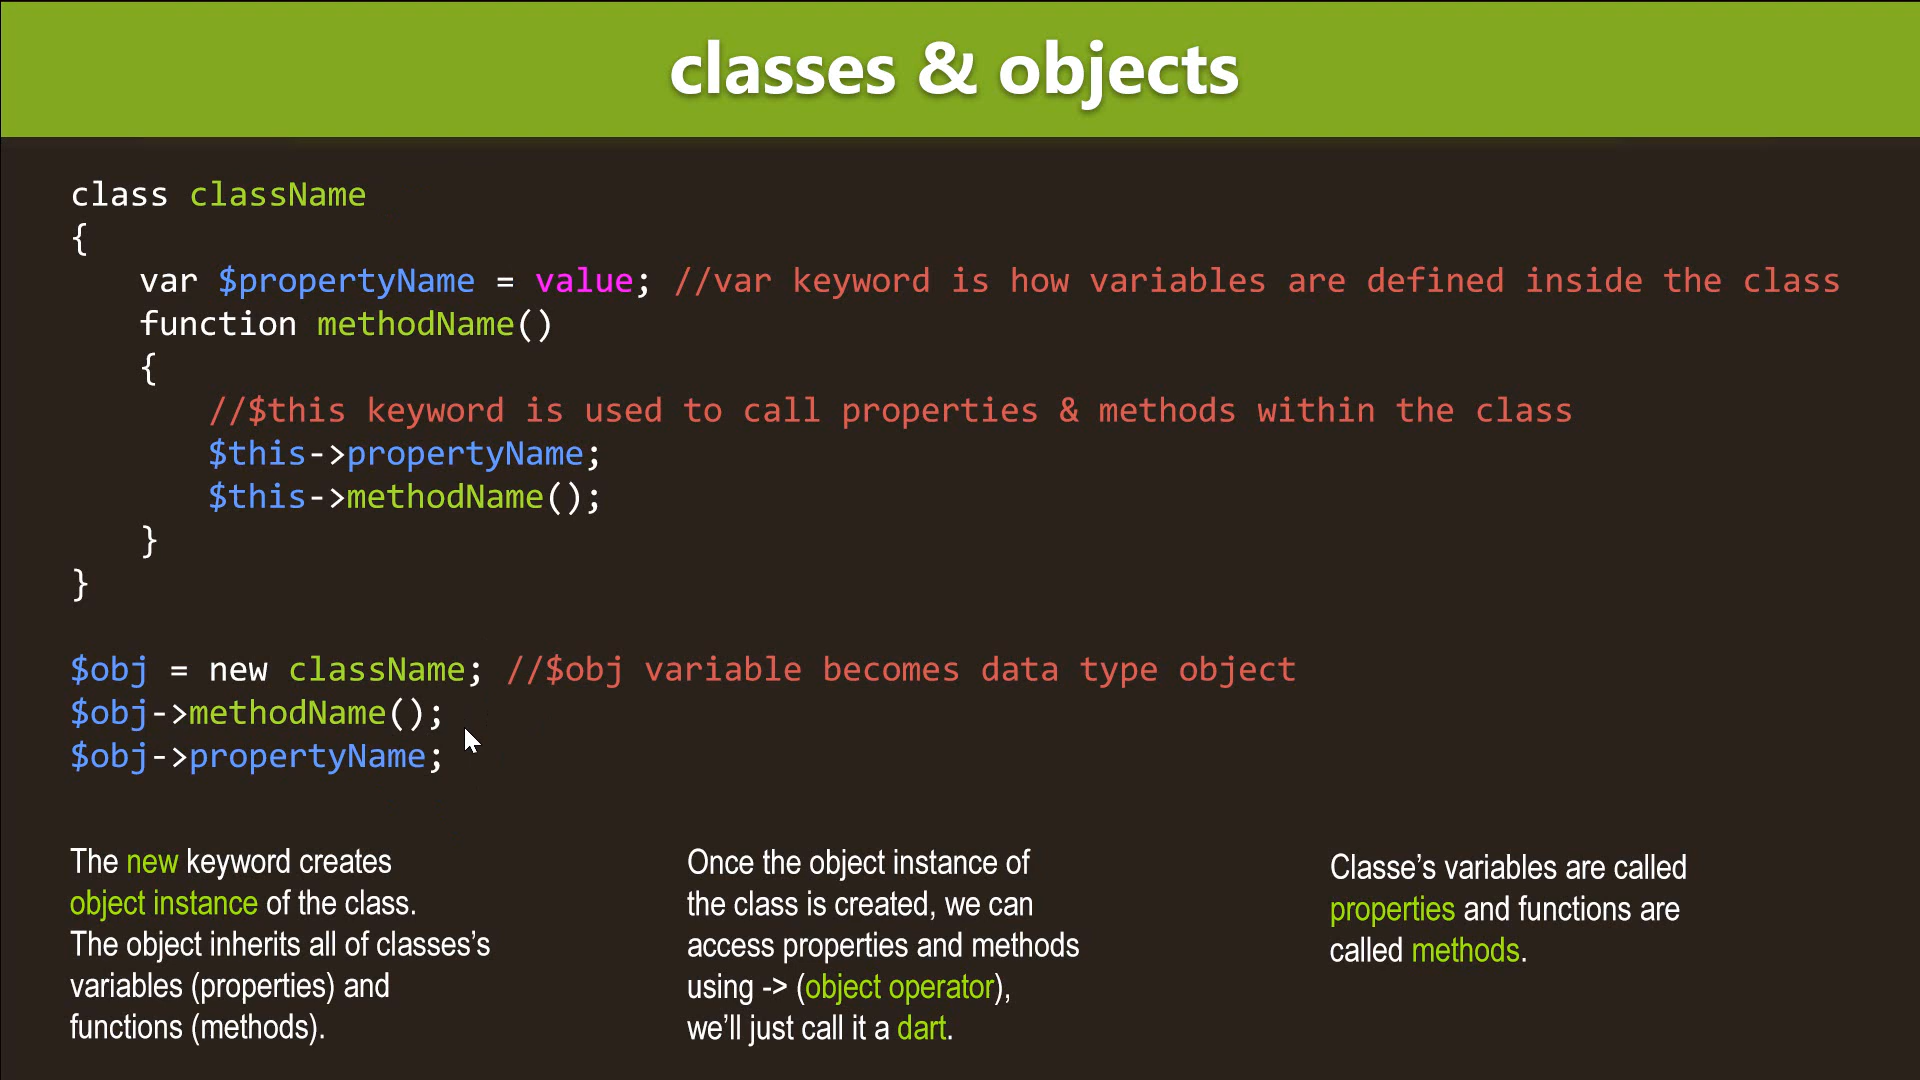 classes & objects
class className
{
var $propertyName = value; //var keyword is how variables are defined inside the class
function methodName()
{
//$this keyword is used to call properties & methods within the class
$this->propertyName;
$this->methodName();
}
}
$obj = new className; //$obj variable becomes data type object
$obj->methodName();
$obj->propertyName;
The new keyword creates
object instance of the class.
The object inherits all of classes’s
variables (properties) and
functions (methods).
Once the object instance of
the class is created, we can
access properties and methods
using -> (object operator),
we’ll just call it a dart.
Classe’s variables are called
properties and functions are
called methods.